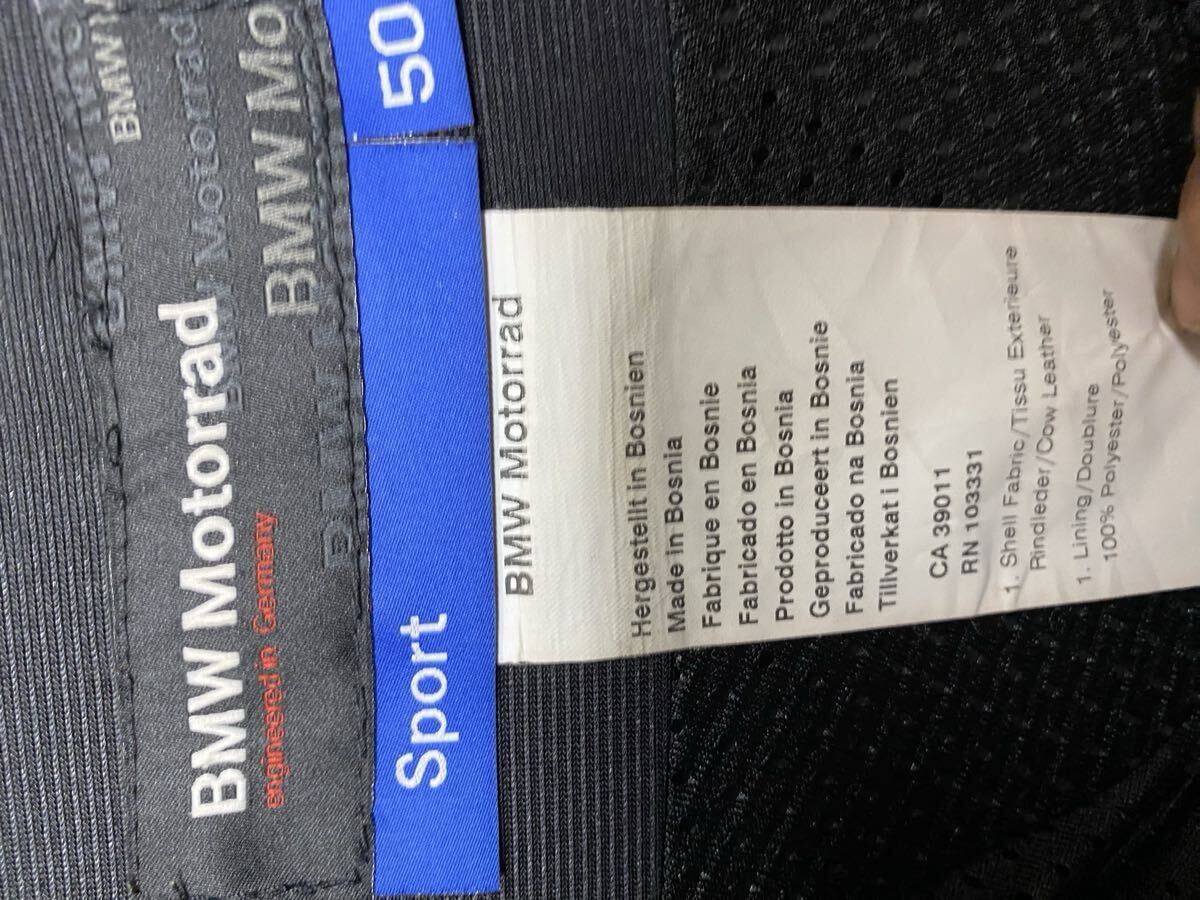 BMW Motorrad
engineered in Germany
BMW
Motorrad
BMW Mo
Sport
50
BMW Motorrad
Hergestellt in Bosnien
Made in Bosnia
Fabrique en Bosnie
Fabricado en Bosnia
Prodotto in Bosnia
Geproduceert in Bosnie
Fabricado na Bosnia
Tillverkat i Bosnien
CA 39011
RN 103331
1. Shell Fabric/Tissu Exterieure
Rindleder/Cow Leather
1. Lining/Doublure
100% Polyester/Polyester